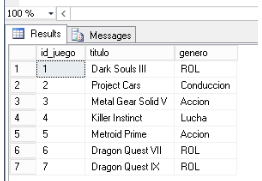 100 %
Results Messages
id_juego titulo genero
1 1 Dark Souls III ROL
2 2 Project Cars Conduccion
3 3 Metal Gear Solid V Accion
4 4 Killer Instinct Lucha
5 5 Metroid Prime Accion
6 6 Dragon Quest VII ROL
7 7 Dragon Quest IX ROL